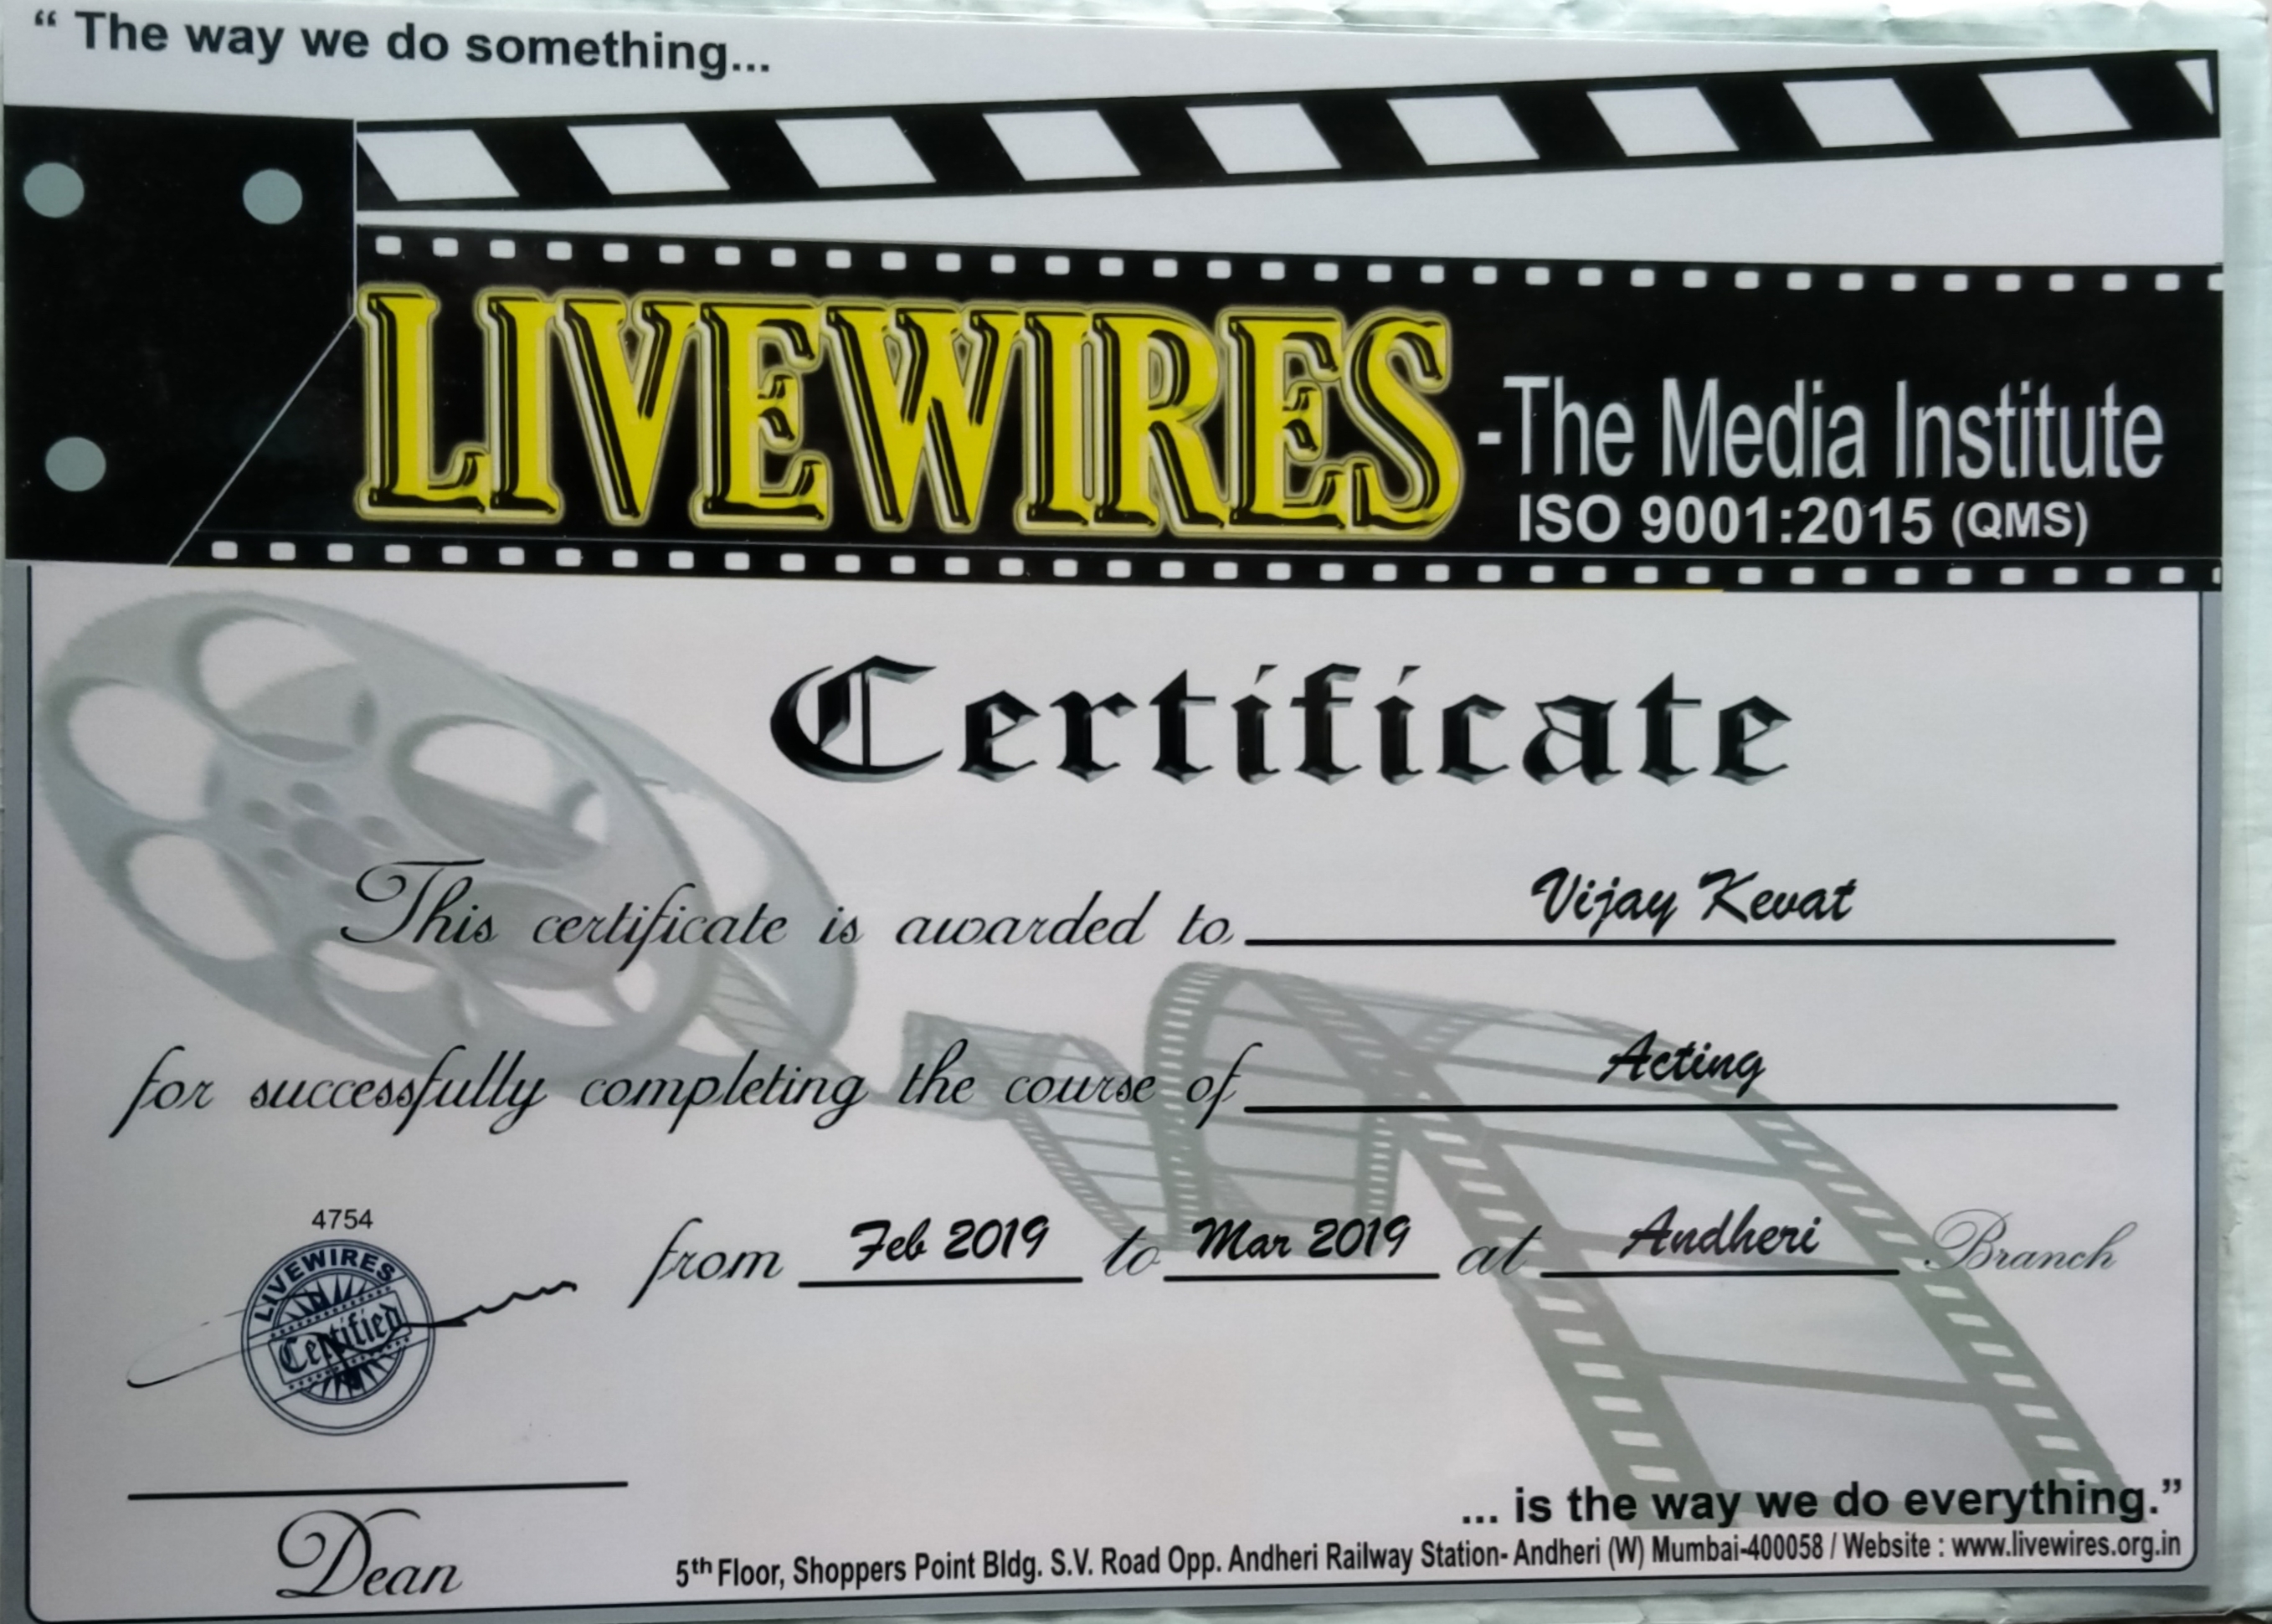 “ The way we do something...
LIVEWIRES -The Media Institute
ISO 9001:2015 (QMS)
Certificate
This certificate is awarded to Vijay Kevat
for successfully completing the course of Acting
from Feb 2019 to Mar 2019 at Andheri Branch
4754
LIVEWIRES
Certified
Dean
... is the way we do everything.”
5th Floor, Shoppers Point Bldg. S.V. Road Opp. Andheri Railway Station- Andheri (W) Mumbai-400058 / Website : www.livewires.org.in